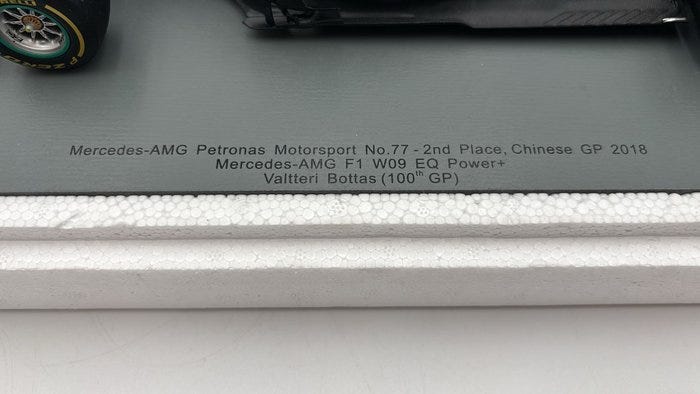 P ZERO
Mercedes-AMG Petronas Motorsport No.77 - 2nd Place, Chinese GP 2018
Mercedes-AMG F1 W09 EQ Power+
Valtteri Bottas (100th GP)